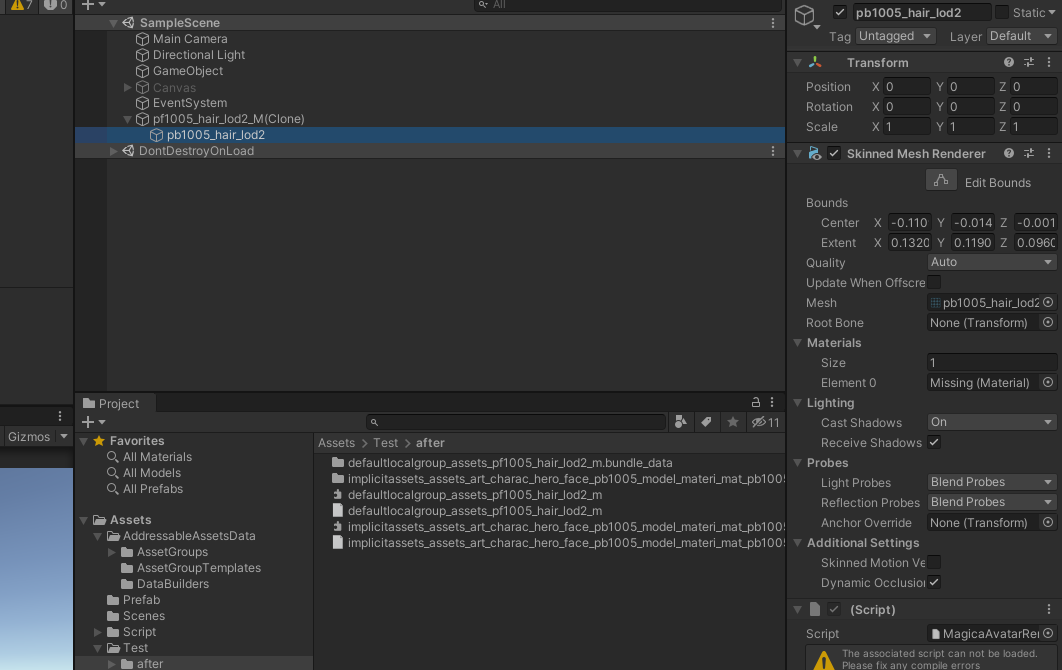 7 0
All
SampleScene
Main Camera
Directional Light
GameObject
Canvas
EventSystem
pf1005_hair_lod2_M(Clone)
pb1005_hair_lod2
DontDestroyOnLoad
Gizmos
Project
11
Favorites
All Materials
All Models
All Prefabs
Assets
AddressableAssetsData
AssetGroups
AssetGroupTemplates
DataBuilders
Prefab
Scenes
Script
Test
after
Assets > Test > after
defaultlocalgroup_assets_pf1005_hair_lod2_m.bundle_data
implicitassets_assets_art_charac_hero_face_pb1005_model_materi_mat_pb1005
defaultlocalgroup_assets_pf1005_hair_lod2_m
defaultlocalgroup_assets_pf1005_hair_lod2_m
implicitassets_assets_art_charac_hero_face_pb1005_model_materi_mat_pb1005
implicitassets_assets_art_charac_hero_face_pb1005_model_materi_mat_pb1005
pb1005_hair_lod2 Static
Tag Untagged Layer Default
Transform
Position X 0 Y 0 Z 0
Rotation X 0 Y 0 Z 0
Scale X 1 Y 1 Z 1
Skinned Mesh Renderer
Edit Bounds
Bounds
Center X -0.110 Y -0.014 Z -0.001
Extent X 0.1320 Y 0.1190 Z 0.0960
Quality Auto
Update When Offscre
Mesh pb1005_hair_lod2
Root Bone None (Transform)
Materials
Size 1
Element 0 Missing (Material)
Lighting
Cast Shadows On
Receive Shadows
Probes
Light Probes Blend Probes
Reflection Probes Blend Probes
Anchor Override None (Transform)
Additional Settings
Skinned Motion Ve
Dynamic Occlusion
(Script)
Script MagicaAvatarRe
The associated script can not be loaded.
Please fix any compile errors